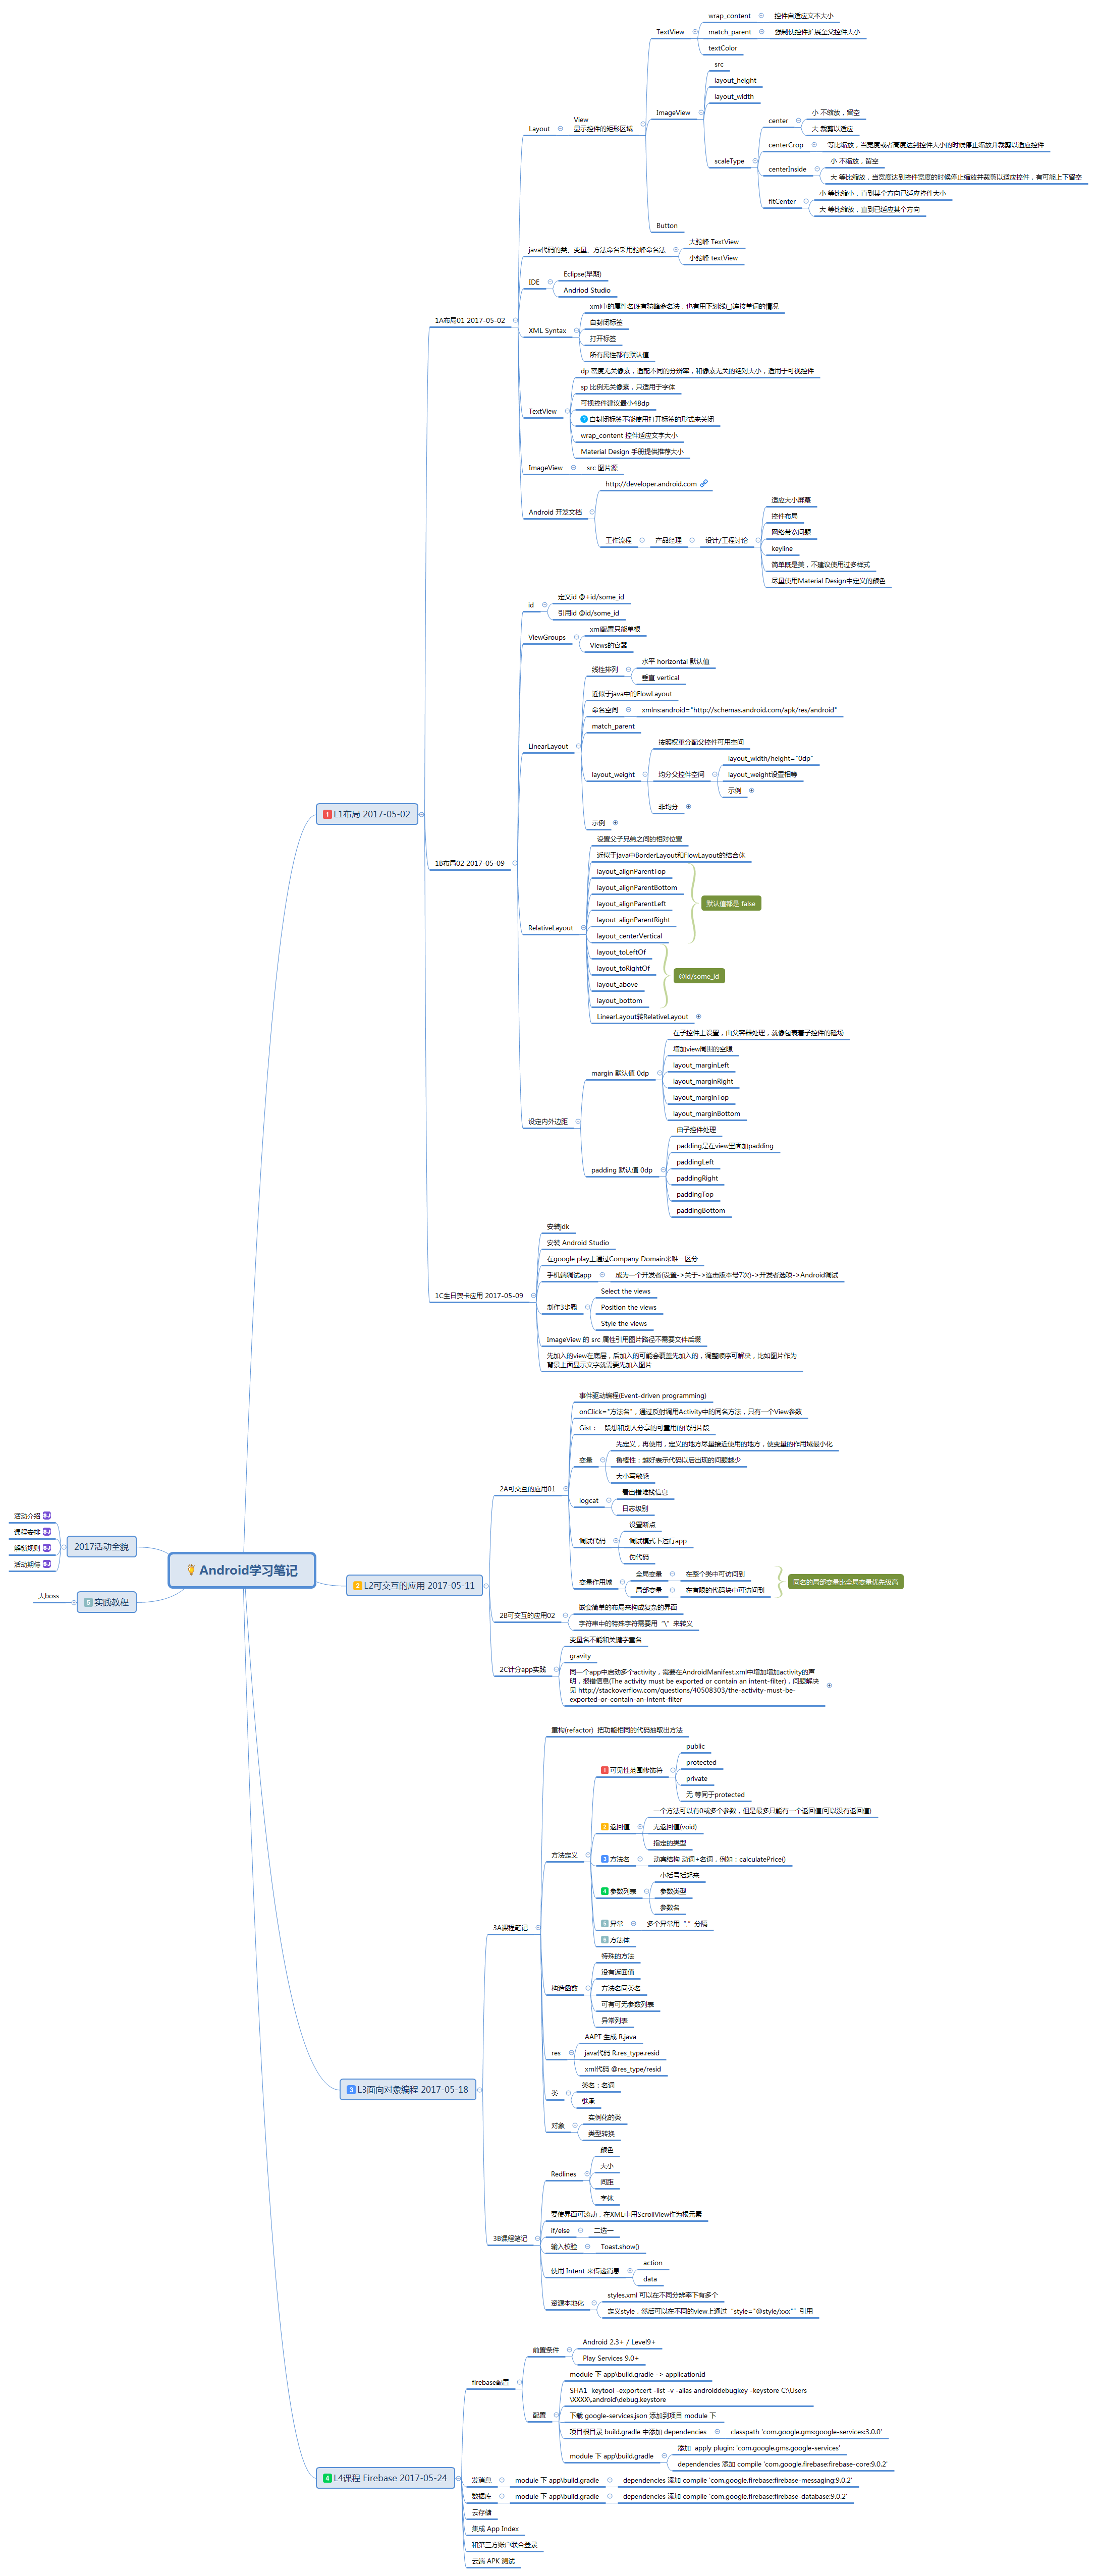 Android学习笔记
L1布局 2017-05-02
1A布局01 2017-05-02
Layout
View
显示控件的矩形区域
TextView
wrap_content
控件自适应文本大小
match_parent
强制使控件扩展至父控件大小
textColor
ImageView
src
layout_height
layout_width
scaleType
center
小 不缩放，留空
大 裁剪以适应
centerCrop
等比缩放，当宽度或者高度达到控件大小的时候停止缩放并裁剪以适应控件
centerInside
小 不缩放，留空
大 等比缩放，当宽度达到控件宽度的时候停止缩放并裁剪以适应控件，有可能上下留空
fitCenter
小 等比缩小，直到某个方向已适应控件大小
大 等比缩放，直到已适应某个方向
Button
java代码的类、变量、方法命名采用驼峰命名法
大驼峰 TextView
小驼峰 textView
IDE
Eclipse(早期)
Andriod Studio
XML Syntax
xml中的属性名既有驼峰命名法，也有用下划线(_)连接单词的情况
自封闭标签
打开标签
所有属性都有默认值
TextView
dp 密度无关像素，适配不同的分辨率，和像素无关的绝对大小，适用于可视控件
sp 比例无关像素，只适用于字体
可视控件建议最小48dp
自封闭标签不能使用打开标签的形式来关闭
wrap_content 控件适应文字大小
Material Design 手册提供推荐大小
ImageView
src 图片源
Android 开发文档
http://developer.android.com
工作流程
产品经理
设计/工程讨论
适应大小屏幕
控件布局
网络带宽问题
keyline
简单既是美，不建议使用过多样式
尽量使用Material Design中定义的颜色
1B布局02 2017-05-09
id
定义id @+id/some_id
引用id @id/some_id
ViewGroups
xml配置只能单根
Views的容器
LinearLayout
线性排列
水平 horizontal 默认值
垂直 vertical
近似于java中的FlowLayout
命名空间
xmlns:android="http://schemas.android.com/apk/res/android"
match_parent
layout_weight
按照权重分配父控件可用空间
均分父控件空间
layout_width/height="0dp"
layout_weight设置相等
示例
非均分
示例
RelativeLayout
设置父子兄弟之间的相对位置
近似于java中BorderLayout和FlowLayout的结合体
layout_alignParentTop
layout_alignParentBottom
layout_alignParentLeft
layout_alignParentRight
layout_centerVertical
默认值都是 false
layout_toLeftOf
layout_toRightOf
layout_above
layout_bottom
@id/some_id
LinearLayout转RelativeLayout
设定内外边距
margin 默认值 0dp
在子控件上设置，由父容器处理，就像包裹着子控件的磁场
增加view周围的空隙
layout_marginLeft
layout_marginRight
layout_marginTop
layout_marginBottom
padding 默认值 0dp
由子控件处理
padding是在view里面加padding
paddingLeft
paddingRight
paddingTop
paddingBottom
1C生日贺卡应用 2017-05-09
安装jdk
安装 Android Studio
在google play上通过Company Domain来唯一区分
手机端调试app
成为一个开发者(设置->关于->连击版本号7次)->开发者选项->Android调试
制作3步骤
Select the views
Position the views
Style the views
ImageView 的 src 属性引用图片路径不需要文件后缀
先加入的view在底层，后加入的可能会覆盖先加入的，调整顺序可解决，比如图片作为
背景上面显示文字就需要先加入图片
L2可交互的应用 2017-05-11
2A可交互的应用01
事件驱动编程(Event-driven programming)
onClick="方法名"，通过反射调用Activity中的同名方法，只有一个View参数
Gist：一段想和别人分享的可重用的代码片段
变量
先定义，再使用，定义的地方尽量接近使用的地方，使变量的作用域最小化
鲁棒性：越好表示代码以后出现的问题越少
大小写敏感
logcat
看出错堆栈信息
日志级别
调试代码
设置断点
调试模式下运行app
伪代码
变量作用域
全局变量
在整个类中可访问到
局部变量
在有限的代码块中可访问到
同名的局部变量比全局变量优先级高
2B可交互的应用02
嵌套简单的布局来构成复杂的界面
字符串中的特殊字符需要用“\”来转义
2C计分app实践
变量名不能和关键字重名
gravity
同一个app中启动多个activity，需要在AndroidManifest.xml中增加增加activity的声
明，报错信息(The activity must be exported or contain an intent-filter)，问题解决
见 http://stackoverflow.com/questions/40508303/the-activity-must-be-
exported-or-contain-an-intent-filter
L3面向对象编程 2017-05-18
3A课程笔记
重构(refactor) 把功能相同的代码抽取出方法
方法定义
可见性范围修饰符
public
protected
private
无 等同于protected
返回值
一个方法可以有0或多个参数，但是最多只能有一个返回值(可以没有返回值)
无返回值(void)
指定的类型
方法名
动宾结构 动词+名词，例如：calculatePrice()
参数列表
小括号括起来
参数类型
参数名
异常
多个异常用“,”分隔
方法体
构造函数
特殊的方法
没有返回值
方法名同类名
可有可无参数列表
异常列表
res
AAPT 生成 R.java
java代码 R.res_type.resid
xml代码 @res_type/resid
类
类名：名词
继承
对象
实例化的类
类型转换
3B课程笔记
Redlines
颜色
大小
间距
字体
要使界面可滚动，在XML中用ScrollView作为根元素
if/else
二选一
输入校验
Toast.show()
使用 Intent 来传递消息
action
data
资源本地化
styles.xml 可以在不同分辨率下有多个
定义style，然后可以在不同的view上通过“style="@style/xxx"”引用
L4课程 Firebase 2017-05-24
firebase配置
前置条件
Android 2.3+ / Level9+
Play Services 9.0+
配置
module 下 app\build.gradle -> applicationId
SHA1 keytool -exportcert -list -v -alias androiddebugkey -keystore C:\Users
\XXXX\.android\debug.keystore
下载 google-services.json 添加到项目 module 下
项目根目录 build.gradle 中添加 dependencies
classpath 'com.google.gms:google-services:3.0.0'
module 下 app\build.gradle
添加 apply plugin: 'com.google.gms.google-services'
dependencies 添加 compile 'com.google.firebase:firebase-core:9.0.2'
发消息
module 下 app\build.gradle
dependencies 添加 compile 'com.google.firebase:firebase-messaging:9.0.2'
数据库
module 下 app\build.gradle
dependencies 添加 compile 'com.google.firebase:firebase-database:9.0.2'
云存储
集成 App Index
和第三方账户联合登录
云端 APK 测试
2017活动全貌
活动介绍
课程安排
解锁规则
活动期待
实践教程
大boss